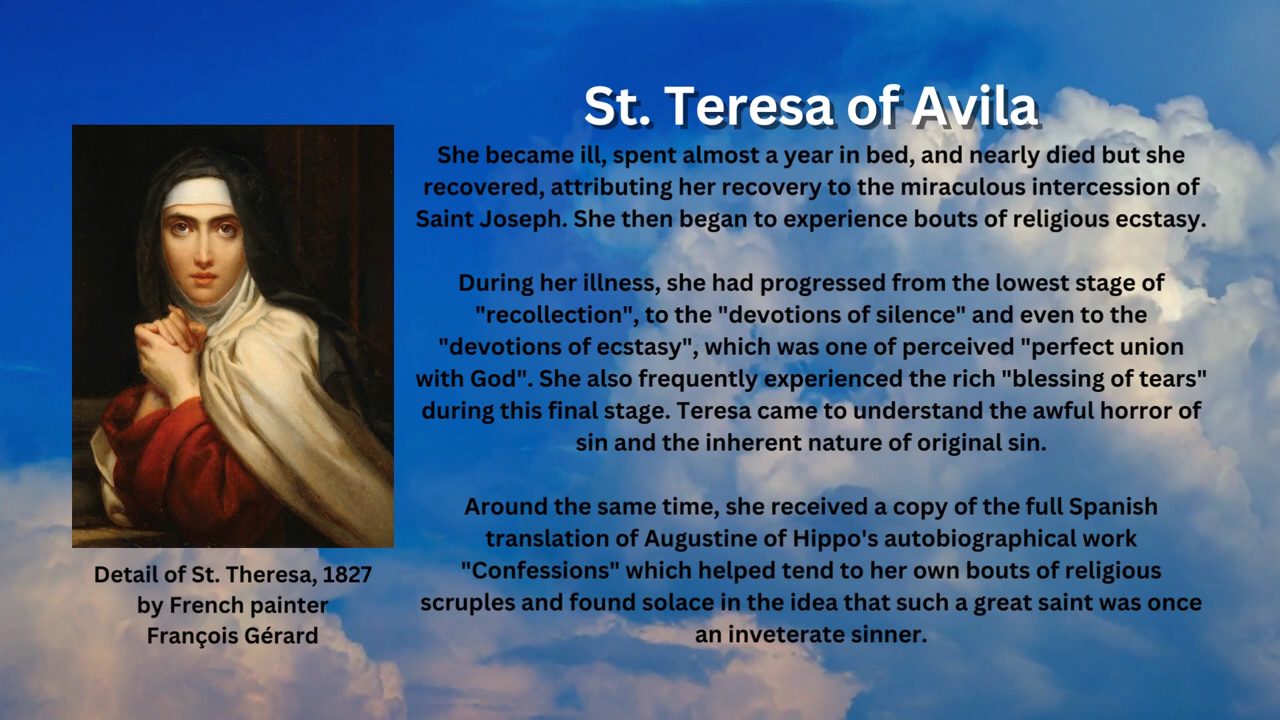 St. Teresa of Avila
She became ill, spent almost a year in bed, and nearly died but she
recovered, attributing her recovery to the miraculous intercession of
Saint Joseph. She then began to experience bouts of religious ecstasy.
During her illness, she had progressed from the lowest stage of
"recollection", to the "devotions of silence" and even to the
"devotions of ecstasy", which was one of perceived "perfect union
with God". She also frequently experienced the rich "blessing of tears"
during this final stage. Teresa came to understand the awful horror of
sin and the inherent nature of original sin.
Around the same time, she received a copy of the full Spanish
translation of Augustine of Hippo's autobiographical work
"Confessions" which helped tend to her own bouts of religious
scruples and found solace in the idea that such a great saint was once
an inveterate sinner.
Detail of St. Theresa, 1827
by French painter
François Gérard